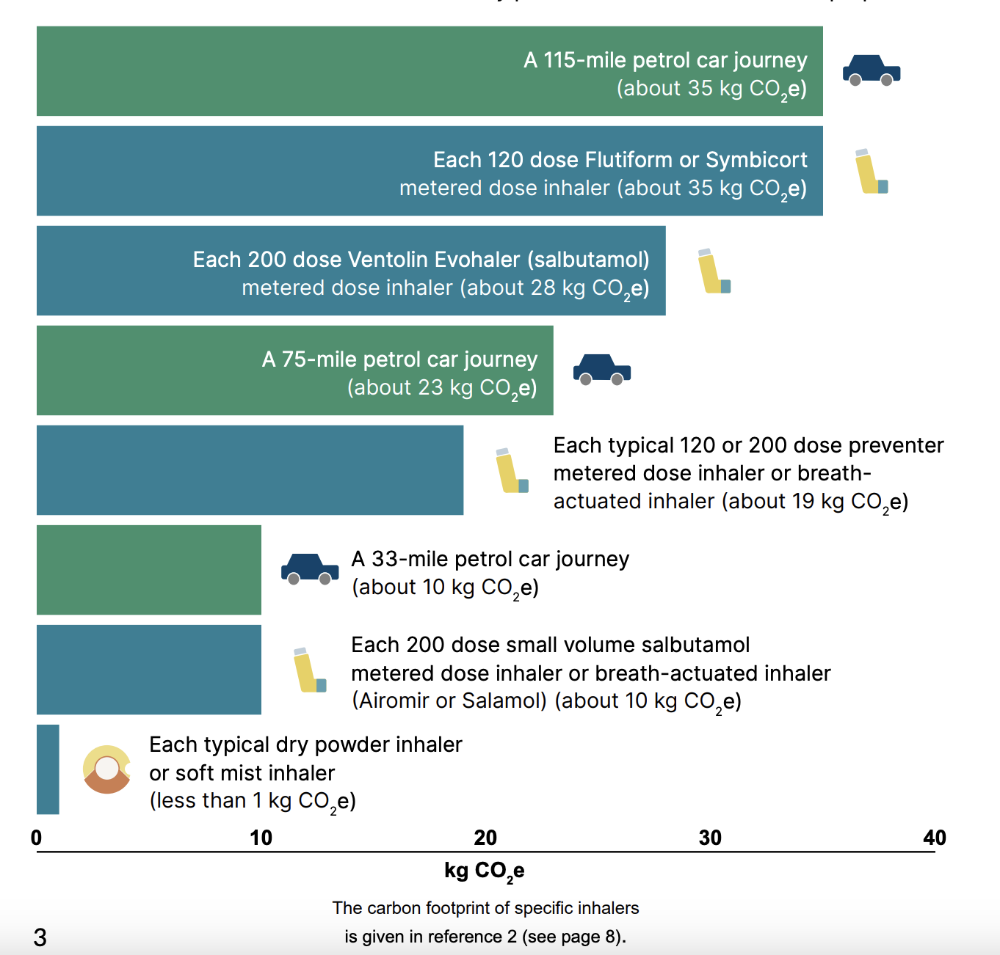 A 115-mile petrol car journey
(about 35 kg CO₂e)
Each 120 dose Flutiform or Symbicort
metered dose inhaler (about 35 kg CO₂e)
Each 200 dose Ventolin Evohaler (salbutamol)
metered dose inhaler (about 28 kg CO₂e)
A 75-mile petrol car journey
(about 23 kg CO₂e)
Each typical 120 or 200 dose preventer
metered dose inhaler or breath-
actuated inhaler (about 19 kg CO₂e)
A 33-mile petrol car journey
(about 10 kg CO₂e)
Each 200 dose small volume salbutamol
metered dose inhaler or breath-actuated inhaler
(Airomir or Salamol) (about 10 kg CO₂e)
Each typical dry powder inhaler
or soft mist inhaler
(less than 1 kg CO₂e)
0 10 20 30 40
kg CO₂e
The carbon footprint of specific inhalers
is given in reference 2 (see page 8).
3